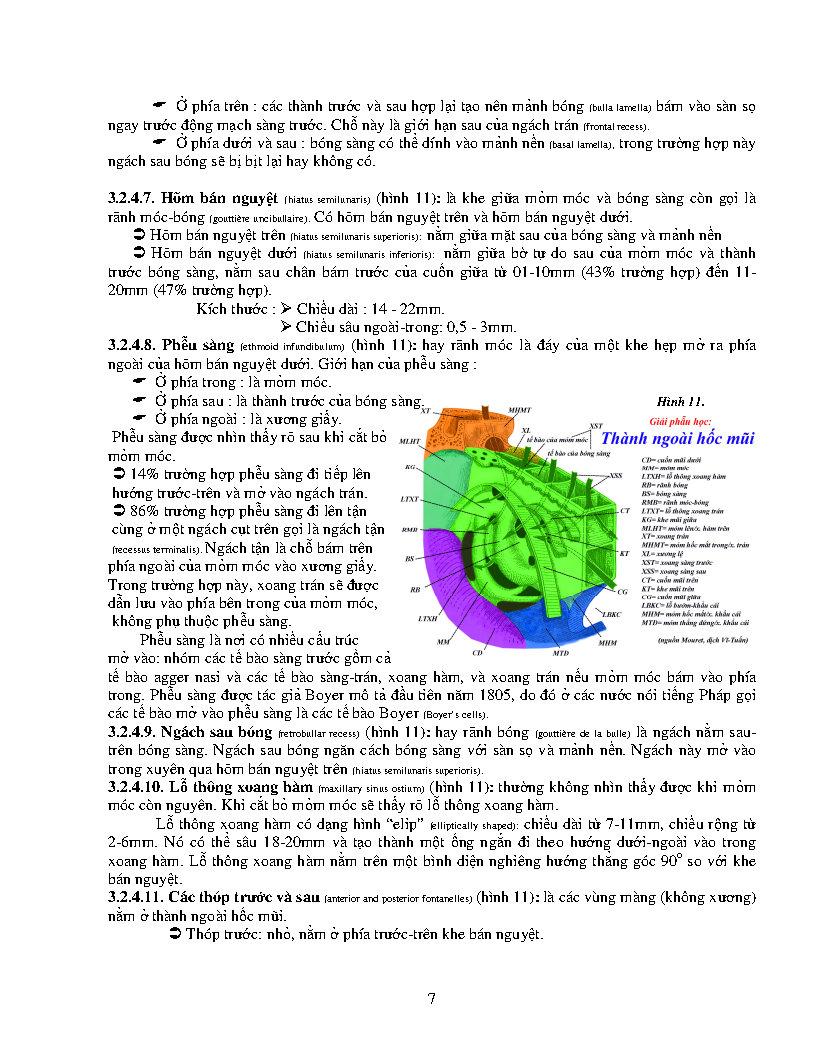 ☛ Ở phía trên : các thành trước và sau hợp lại tạo nên mảnh bóng (bulla lamella) bám vào sàn sọ
ngay trước động mạch sàng trước. Chỗ này là giới hạn sau của ngách trán (frontal recess).
☛ Ở phía dưới và sau : bóng sàng có thể dính vào mảnh nền (basal lamella), trong trường hợp này
ngách sau bóng sẽ bị bịt lại hay không có.
3.2.4.7. Hõm bán nguyệt (hiatus semilunaris) (hình 11): là khe giữa mỏm móc và bóng sàng còn gọi là
rãnh móc-bóng (gouttière uncibullaire). Có hõm bán nguyệt trên và hõm bán nguyệt dưới.
➲ Hõm bán nguyệt trên (hiatus semilunaris superioris): nằm giữa mặt sau của bóng sàng và mảnh nền
➲ Hõm bán nguyệt dưới (hiatus semilunaris inferioris): nằm giữa bờ tự do sau của mỏm móc và thành
trước bóng sàng, nằm sau chân bám trước của cuốn giữa từ 01-10mm (43% trường hợp) đến 11-
20mm (47% trường hợp).
Kích thước : ➢ Chiều dài : 14 - 22mm.
➢ Chiều sâu ngoài-trong: 0,5 - 3mm.
3.2.4.8. Phễu sàng (ethmoid infundibulum) (hình 11): hay rãnh móc là đáy của một khe hẹp mở ra phía
ngoài của hõm bán nguyệt dưới. Giới hạn của phễu sàng :
☛ Ở phía trong : là mỏm móc.
☛ Ở phía sau : là thành trước của bóng sàng.
☛ Ở phía ngoài : là xương giấy.
Phễu sàng được nhìn thấy rõ sau khi cắt bỏ
mỏm móc.
➲ 14% trường hợp phễu sàng đi tiếp lên
hướng trước-trên và mở vào ngách trán.
➲ 86% trường hợp phễu sàng đi lên tận
cùng ở một ngách cụt trên gọi là ngách tận
(recessus terminalis). Ngách tận là chỗ bám trên
phía ngoài của mỏm móc vào xương giấy.
Trong trường hợp này, xoang trán sẽ được
dẫn lưu vào phía bên trong của mỏm móc,
không phụ thuộc phễu sàng.
Phễu sàng là nơi có nhiều cấu trúc
mở vào: nhóm các tế bào sàng trước gồm cả
XT
MHMT
XL
XST
tế bào của mỏm móc
tế bào của bóng sàng
MLHT
KG
LTXT
RMB
BS
RB
LTXH
MM
CD
MTD
MHM
LBKC
CG
KT
CT
XSS
Hình 11.
Giải phẫu học:
Thành ngoài hốc mũi
CD= cuốn mũi dưới
MM= mỏm móc
LTXH= lỗ thông xoang hàm
RB= rãnh bóng
BS= bóng sàng
RMB= rãnh móc-bóng
LTXT= lỗ thông xoang trán
KG= khe mũi giữa
MLHT= mỏm lên/x. hàm trên
XT= xoang trán
MHMT= mỏm hốc mắt trong/x. trán
XL= xương lệ
XST= xoang sàng trước
XSS= xoang sàng sau
CT= cuốn mũi trên
KT= khe mũi trên
CG= cuốn mũi giữa
LBKC= lỗ bướm-khẩu cái
MHM= mỏm hốc mắt/x. khẩu cái
MTD= mỏm thẳng đứng/x. khẩu cái
(nguồn Mouret, dịch Vĩ-Tuấn)
tế bào agger nasi và các tế bào sàng-trán, xoang hàm, và xoang trán nếu mỏm móc bám vào phía
trong. Phễu sàng được tác giả Boyer mô tả đầu tiên năm 1805, do đó ở các nước nói tiếng Pháp gọi
các tế bào mở vào phễu sàng là các tế bào Boyer (Boyer's cells).
3.2.4.9. Ngách sau bóng (retrobullar recess) (hình 11): hay rãnh bóng (gouttière de la bulle) là ngách nằm sau-
trên bóng sàng. Ngách sau bóng ngăn cách bóng sàng với sàn sọ và mảnh nền. Ngách này mở vào
trong xuyên qua hõm bán nguyệt trên (hiatus semilunaris superioris).
3.2.4.10. Lỗ thông xoang hàm (maxillary sinus ostium) (hình 11): thường không nhìn thấy được khi mỏm
móc còn nguyên. Khi cắt bỏ mỏm móc sẽ thấy rõ lỗ thông xoang hàm.
Lỗ thông xoang hàm có dạng hình “elip” (elliptically shaped): chiều dài từ 7-11mm, chiều rộng từ
2-6mm. Nó có thể sâu 18-20mm và tạo thành một ống ngắn đi theo hướng dưới-ngoài vào trong
xoang hàm. Lỗ thông xoang hàm nằm trên một bình diện nghiêng hướng thẳng góc 90° so với khe
bán nguyệt.
3.2.4.11. Các thóp trước và sau (anterior and posterior fontanelles) (hình 11): là các vùng màng (không xương)
nằm ở thành ngoài hốc mũi.
➲ Thóp trước: nhỏ, nằm ở phía trước-trên khe bán nguyệt.
7